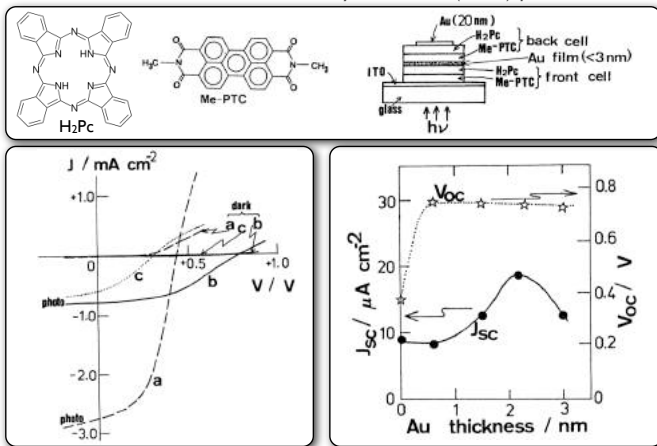 Au(20nm)
H₂Pc
Me-PTC
back cell
Au film(<3nm)
H₂Pc
Me-PTC
front cell
ITO
glass
hν
N
N
N
NH
HN
N
N
N
H₂Pc
O
O
H₃C-N
N-CH₃
O
O
Me-PTC
J / mA cm⁻²
+1.0
dark
a c b
0
+0.5
+1.0
V / V
c
b
photo
-1.0
-2.0
a
photo
-3.0
Voc
30
0.8
0.6
20
0.4
10
Jsc
0.2
0
0
0
1
2
3
Jsc / μA cm⁻²
Voc / V
Au thickness / nm